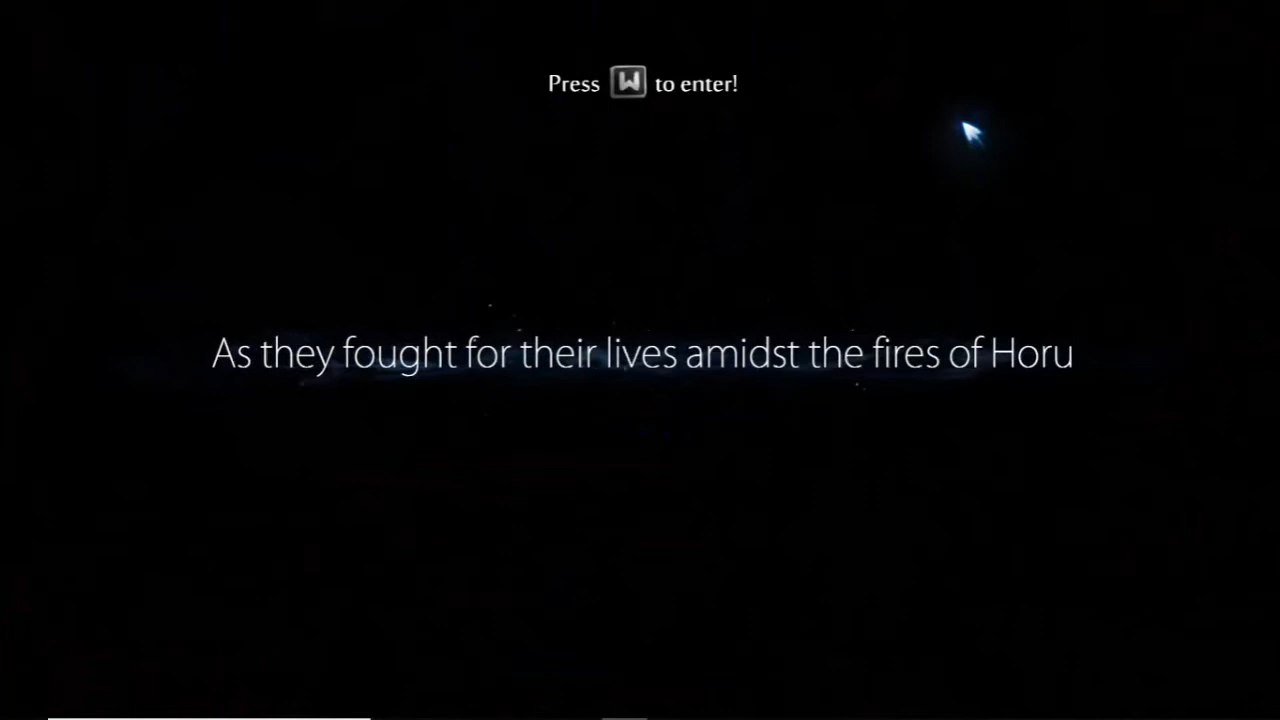 Press W to enter!
As they fought for their lives amidst the fires of Horu